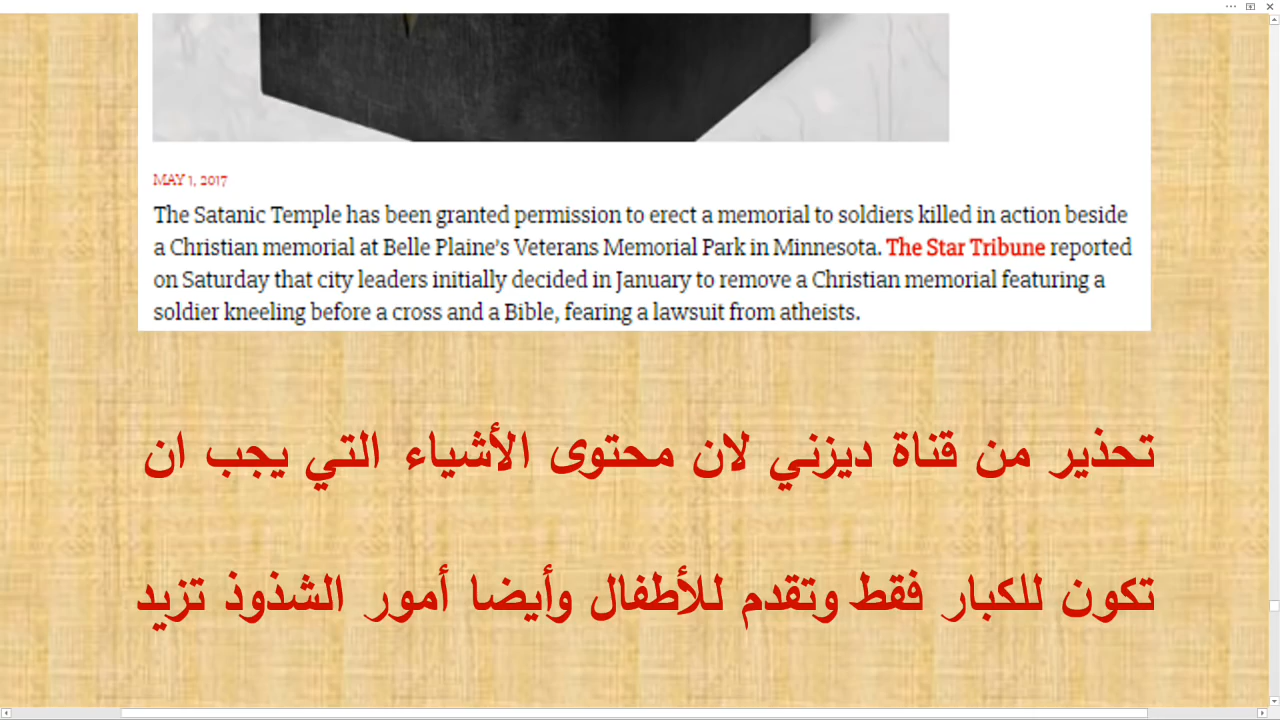 MAY 1, 2017
The Satanic Temple has been granted permission to erect a memorial to soldiers killed in action beside
a Christian memorial at Belle Plaine's Veterans Memorial Park in Minnesota. The Star Tribune reported
on Saturday that city leaders initially decided in January to remove a Christian memorial featuring a
soldier kneeling before a cross and a Bible, fearing a lawsuit from atheists.
تحذير من قناة ديزني لان محتوى الأشياء التي يجب ان
تكون للكبار فقط وتقدم للأطفال وأيضا أمور الشذوذ تزيد